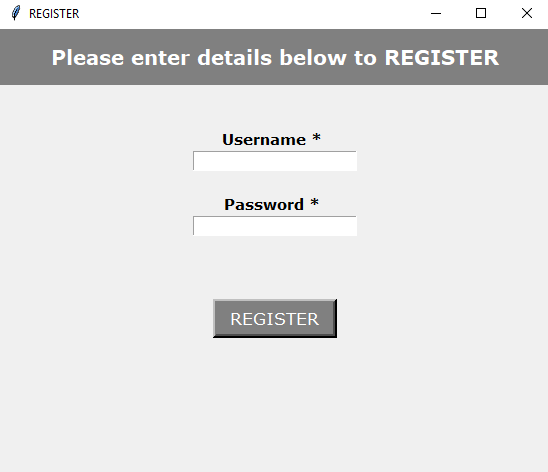 REGISTER
Please enter details below to REGISTER
Username *
Password *
REGISTER